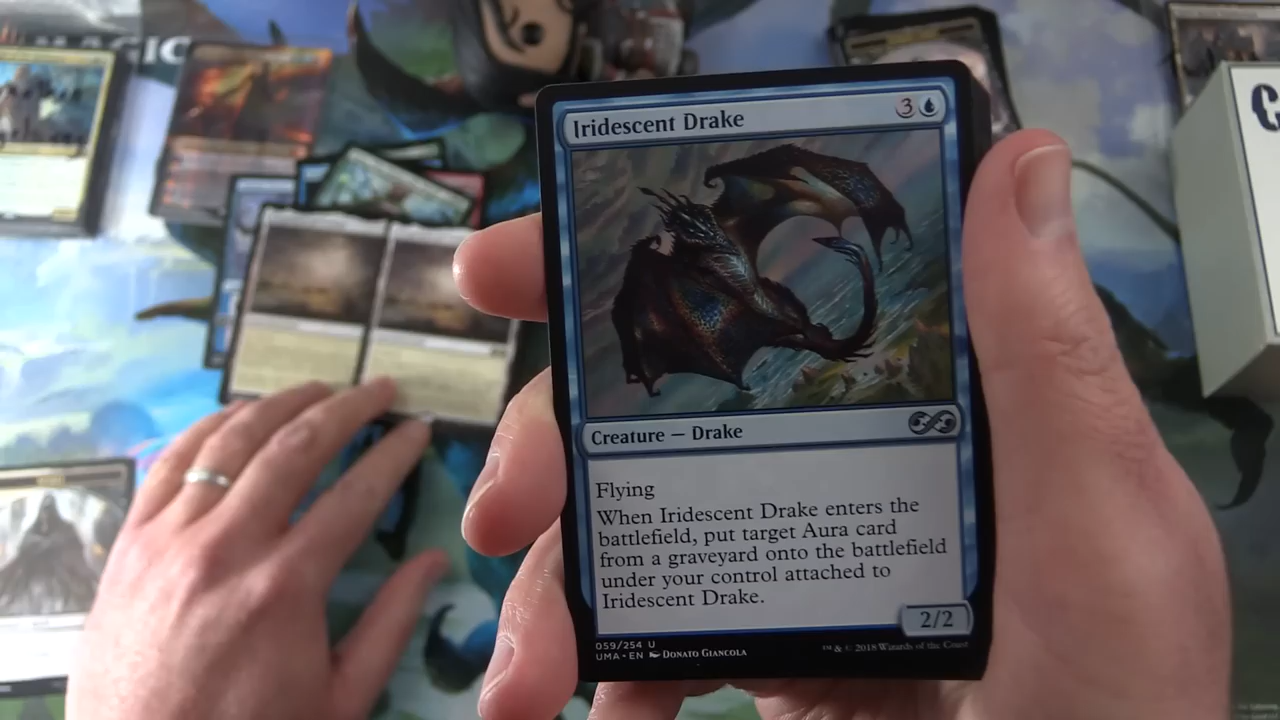 MAGIC
Iridescent Drake
3
Creature — Drake
Flying
When Iridescent Drake enters the
battlefield, put target Aura card
from a graveyard onto the battlefield
under your control attached to
Iridescent Drake.
2/2
059/254 U
UMA • EN Donato Giancola
™ & © 2018 Wizards of the Coast